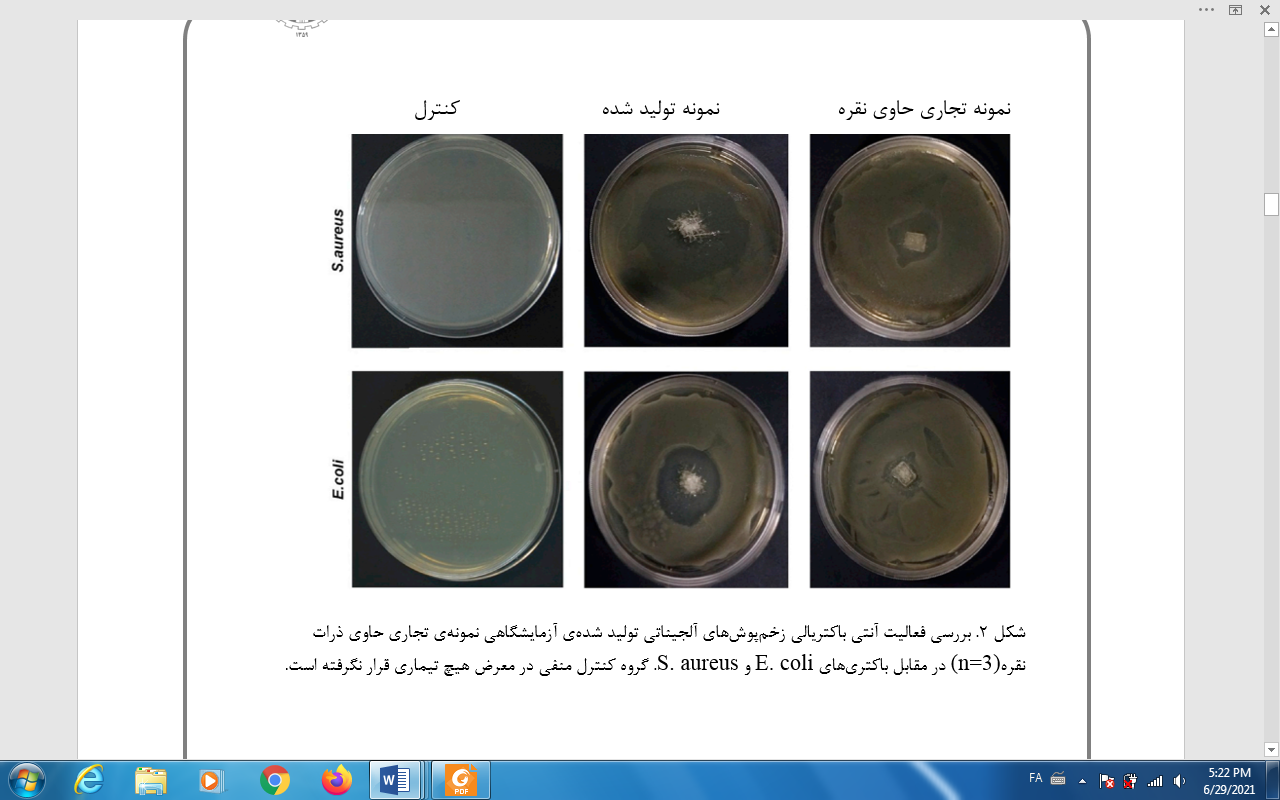 ۱۳۵۹
نمونه تجاری حاوی نقره
نمونه تولید شده
کنترل
S.aureus
E.coli
شکل ۲. بررسی فعالیت آنتی باکتریالی زخم‌پوش‌های آلجیناتی تولید شده‌ی آزمایشگاهی نمونه‌ی تجاری حاوی ذرات
نقره(n=3) در مقابل باکتری‌های E. coli و S. aureus. گروه کنترل منفی در معرض هیچ تیماری قرار نگرفته است.
PDF
FA
5:22 PM
6/29/2021